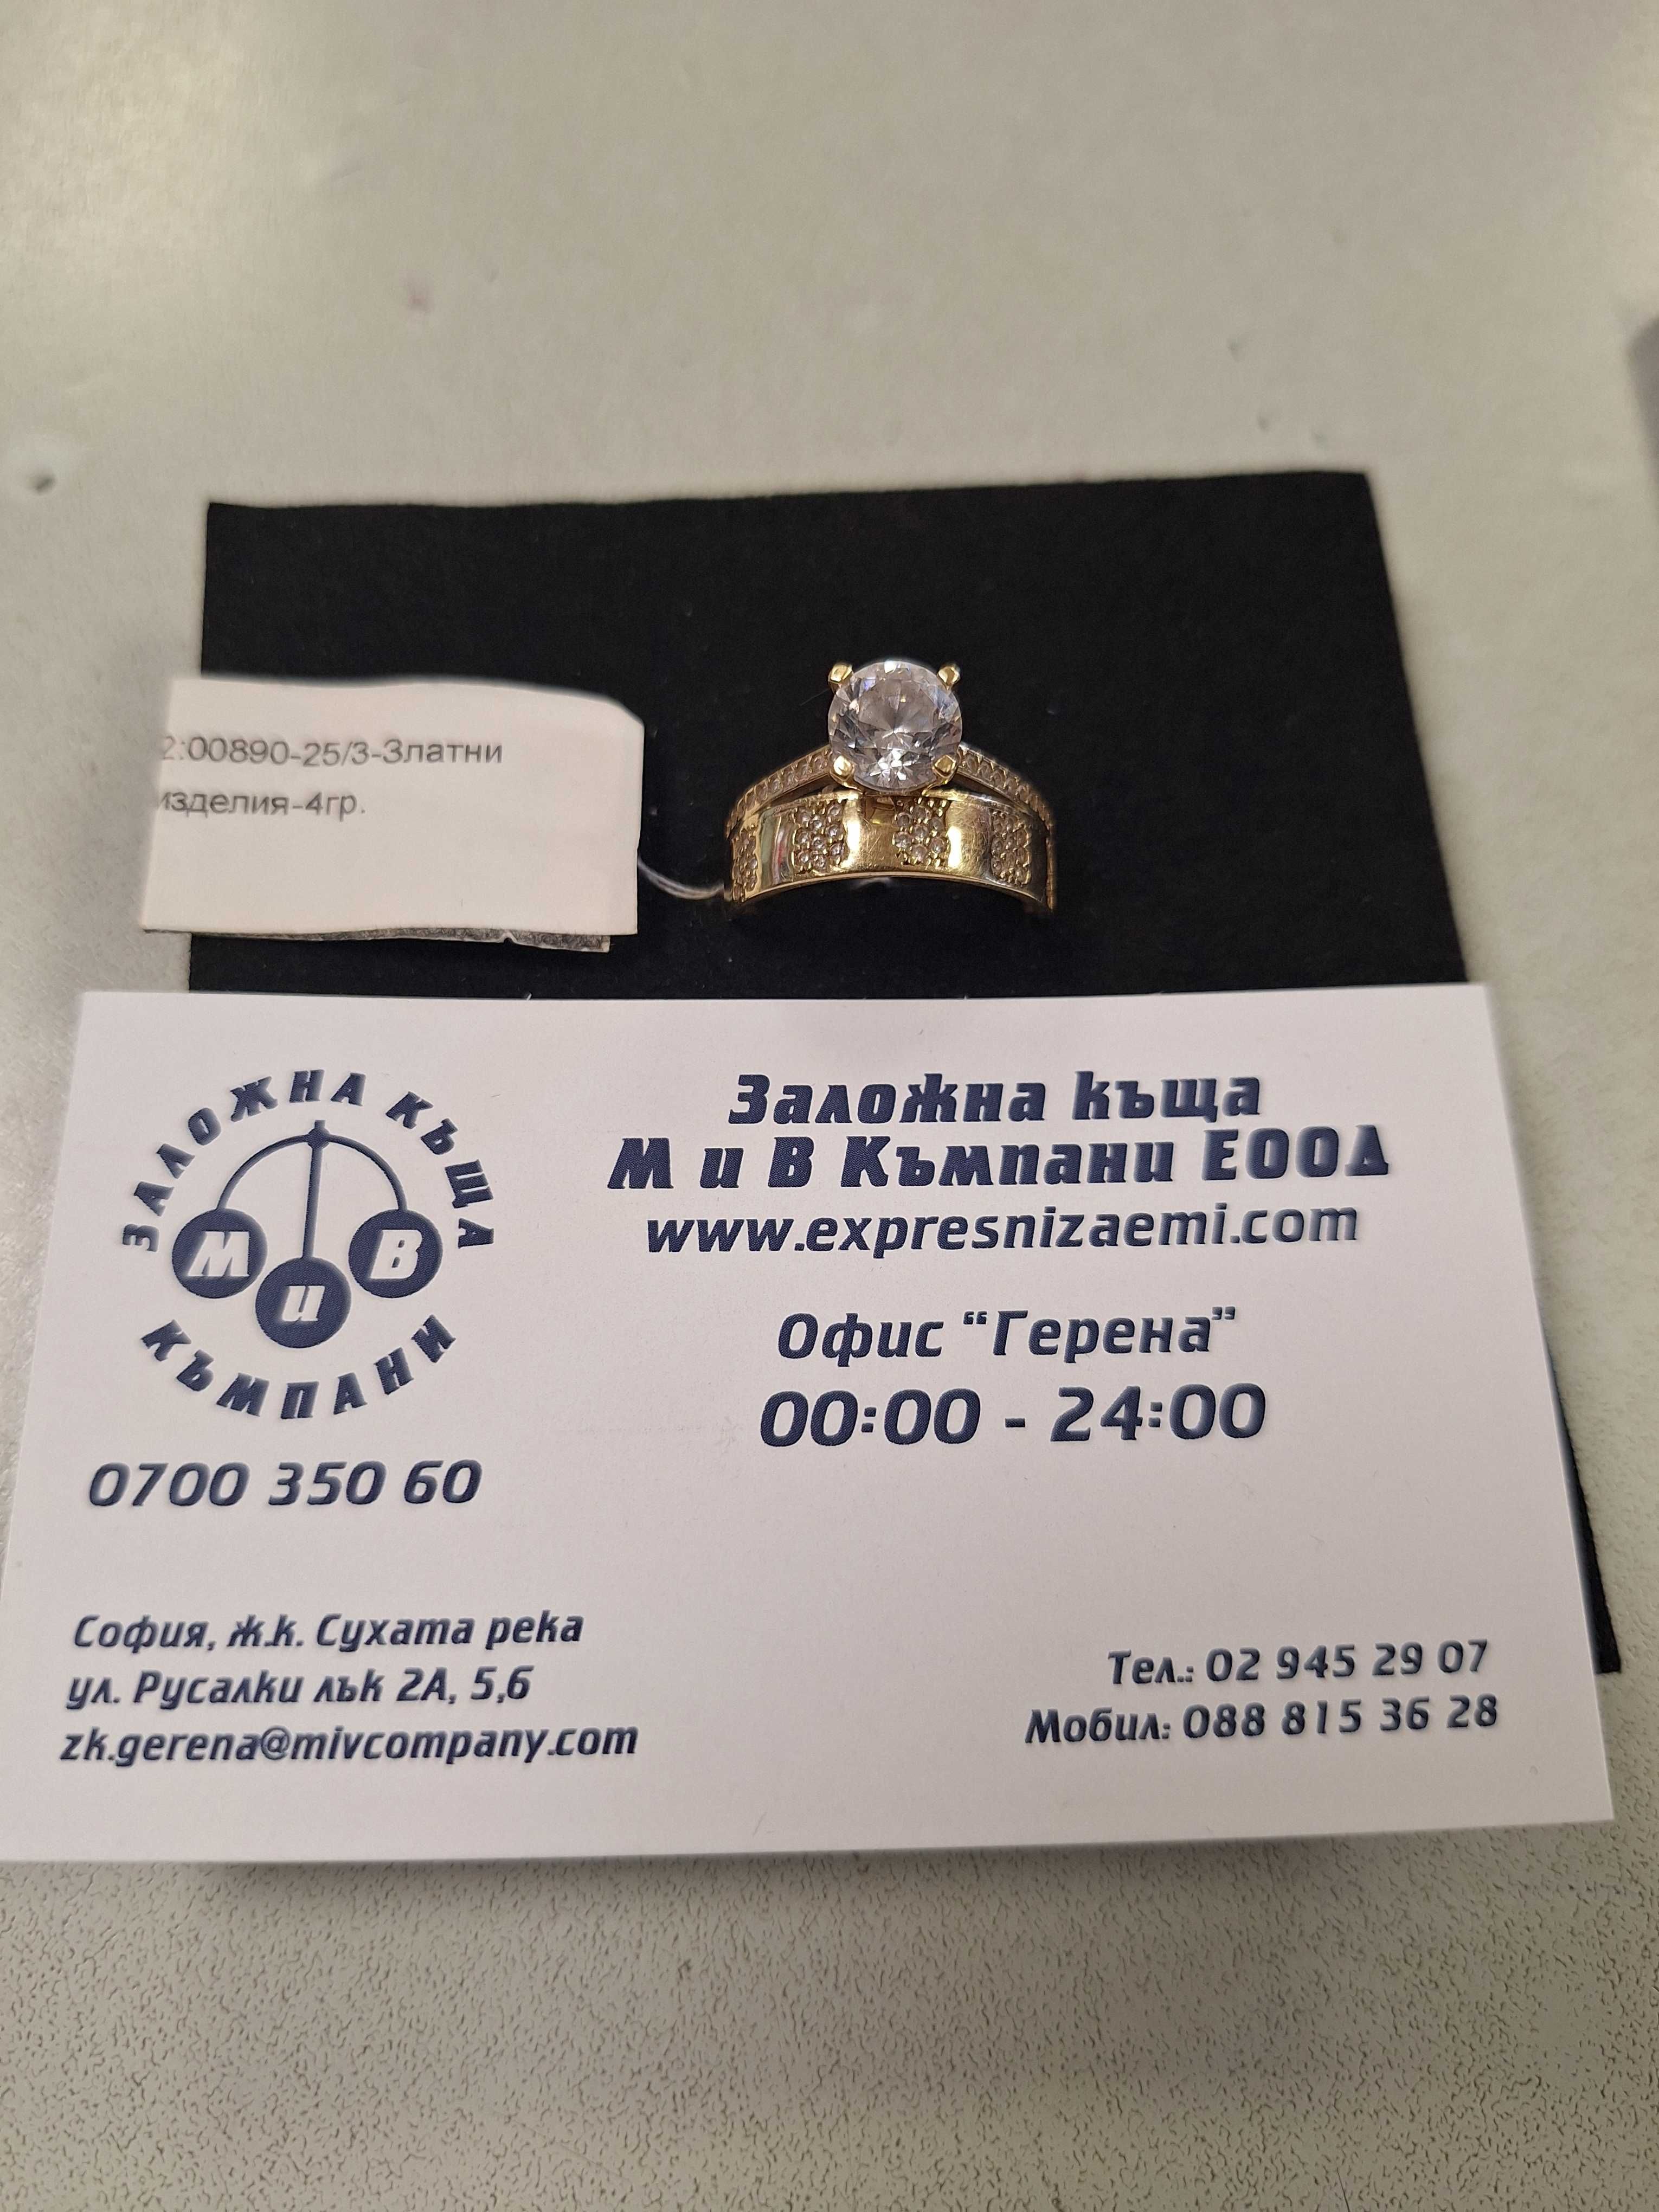 2:00890-25/3-Златни
изделия-4гр.
ЗАЛОЖНА КЪЩА
М и В
КЪМПАНИ
0700 350 60
Заложна къща
М и В Къмпани ЕООД
www.expresnizaemi.com
Офис “Герена”
00:00 - 24:00
София, ж.к. Сухата река
ул. Русалки лък 2А, 5,6
zk.gerena@mivcompany.com
Тел.: 02 945 29 07
Мобил: 088 815 36 28